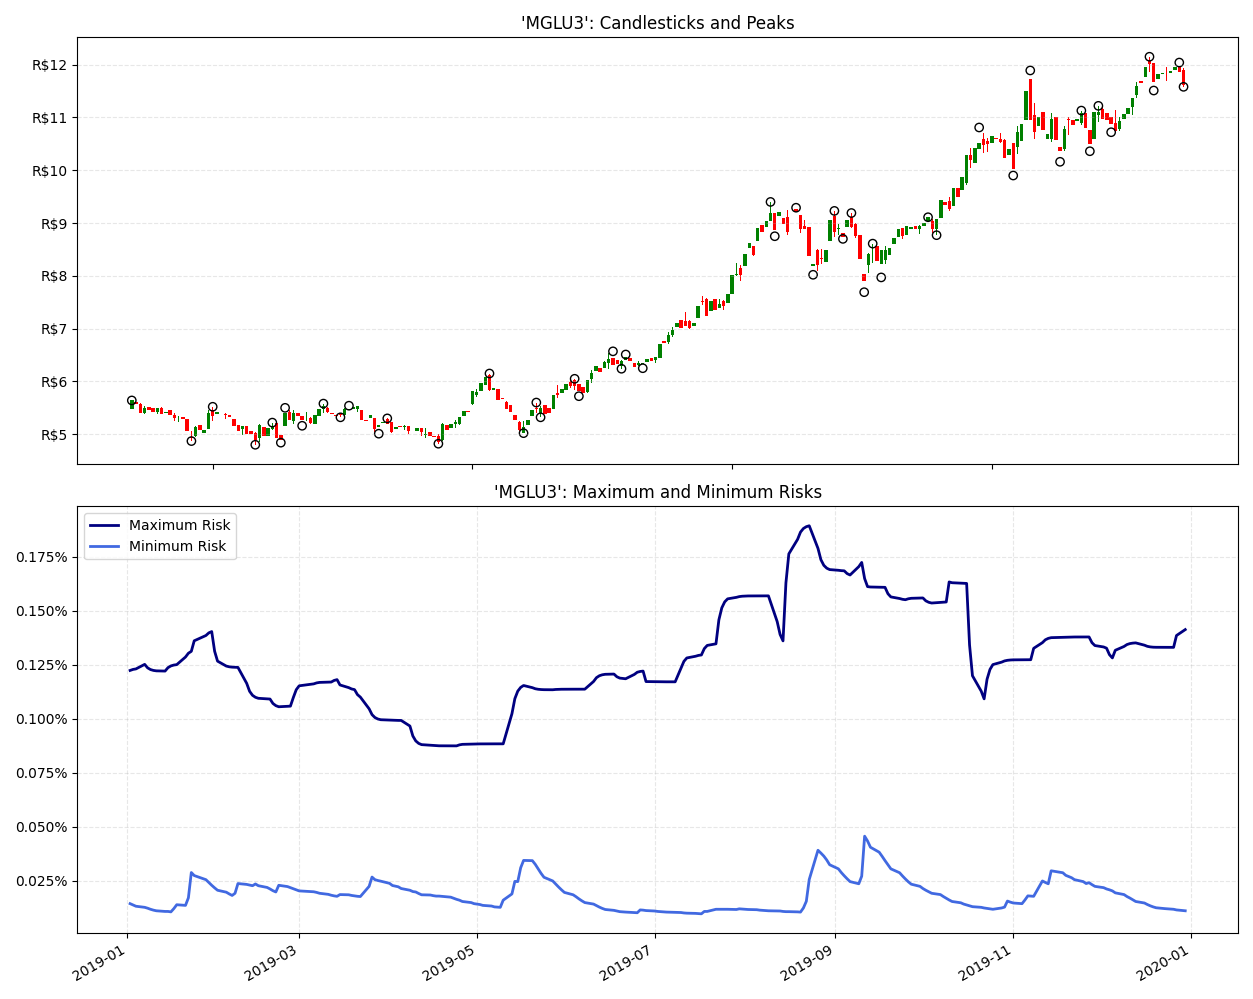 'MGLU3': Candlesticks and Peaks
R$12
R$11
R$10
R$9
R$8
R$7
R$6
R$5
'MGLU3': Maximum and Minimum Risks
Maximum Risk
Minimum Risk
0.175%
0.150%
0.125%
0.100%
0.075%
0.050%
0.025%
2019-01
2019-03
2019-05
2019-07
2019-09
2019-11
2020-01